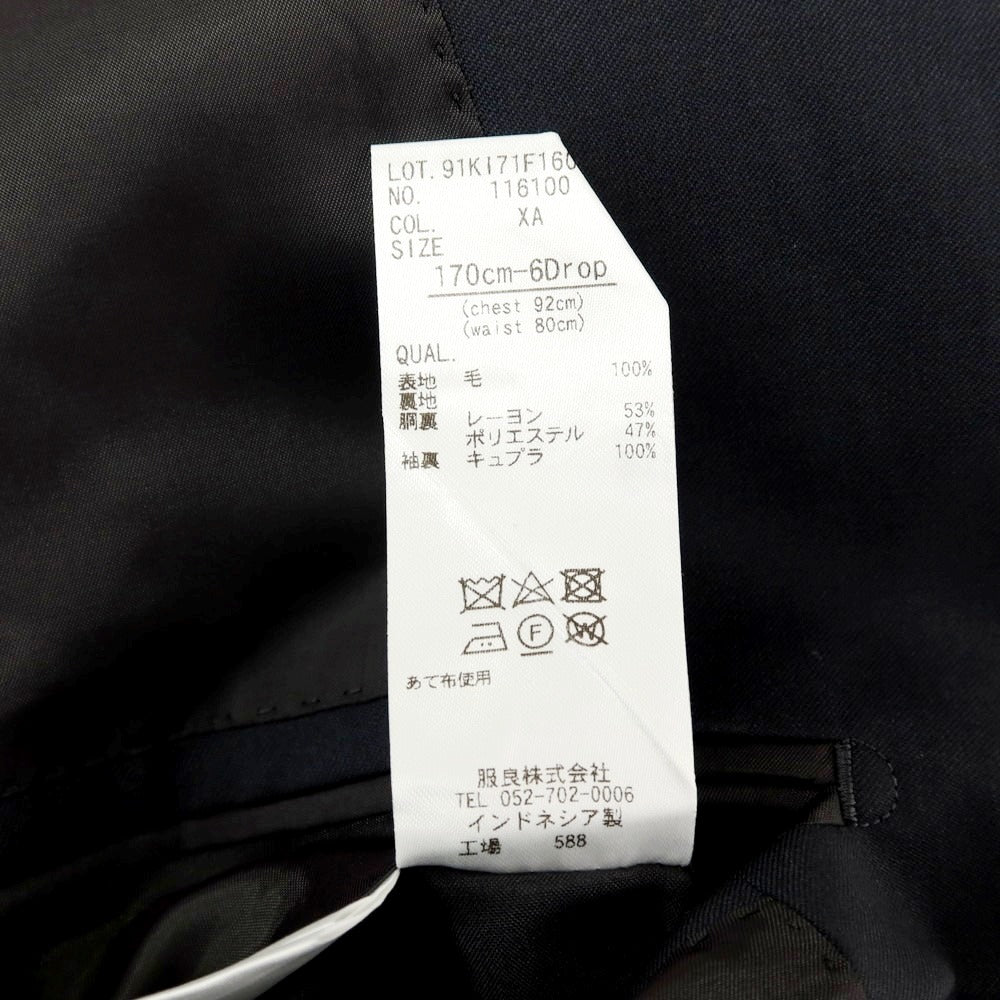 LOT. 91KI71F160
NO. 116100
COL. XA
SIZE
170cm-6Drop
(chest 92cm)
(waist 80cm)
QUAL.
表地 毛 100%
裏地
胴裏 レーヨン 53%
ポリエステル 47%
袖裏 キュプラ 100%
F
W
あて布使用
服良株式会社
TEL 052-702-0006
インドネシア製
工場 588